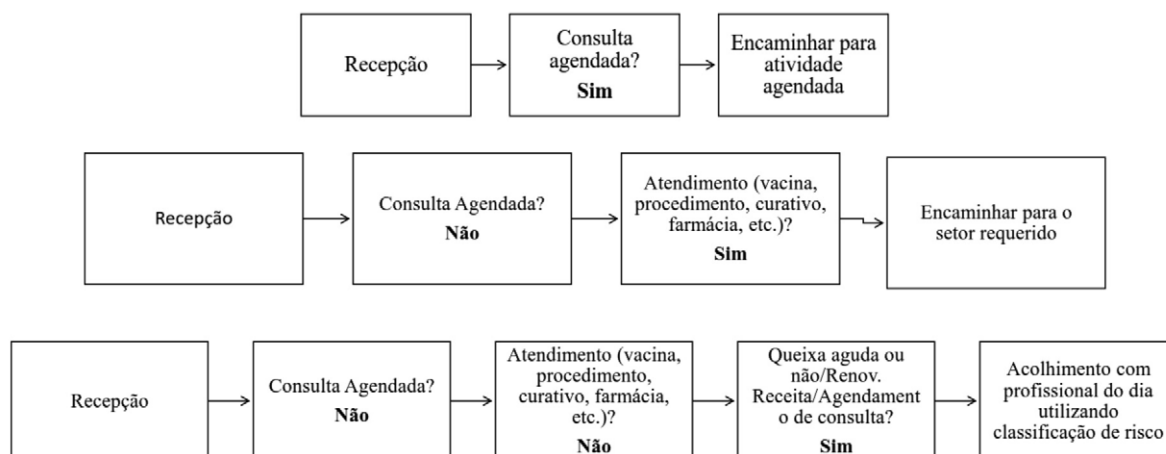 Recepção
Consulta
agendada?
Sim
Encaminhar para
atividade
agendada
Recepção
Consulta Agendada?
Não
Atendimento (vacina,
procedimento, curativo,
farmácia, etc.)?
Sim
Encaminhar para o
setor requerido
Recepção
Consulta Agendada?
Não
Atendimento (vacina,
procedimento,
curativo, farmácia,
etc.)?
Não
Queixa aguda ou
não/Renov.
Receita/Agendament
o de consulta?
Sim
Acolhimento com
profissional do dia
utilizando
classificação de risco